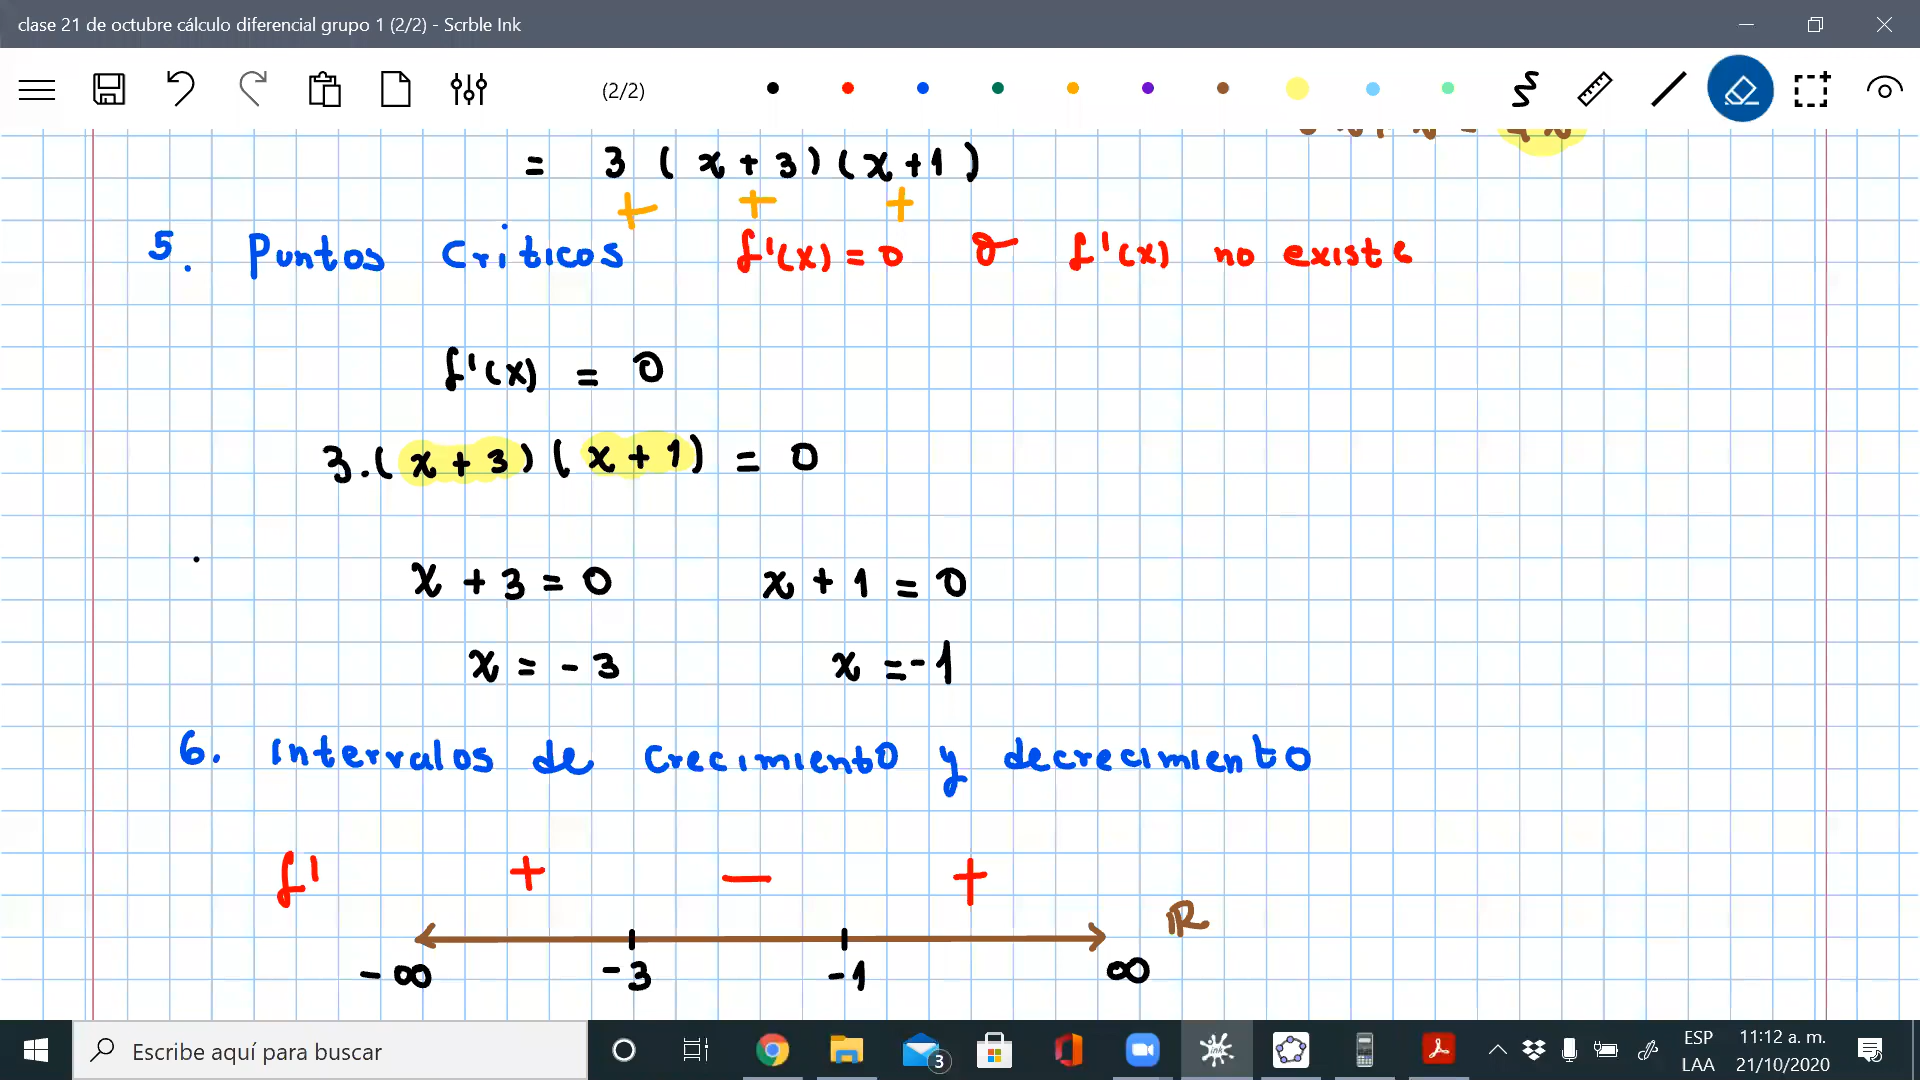 clase 21 de octubre cálculo diferencial grupo 1 (2/2) - Scrble Ink
(2/2)
= 3 (x+3)(x+1)
+ + +
5. Puntos Críticos f'(x) = 0 o f'(x) no existe
f'(x) = 0
3.(x+3)(x+1) = 0
x + 3 = 0 x + 1 = 0
x = -3 x = -1
6. Intervalos de crecimiento y decrecimiento
f' + − +
ℝ
-∞ -3 -1 ∞
Escribe aquí para buscar
3
ESP 11:12 a. m.
LAA 21/10/2020